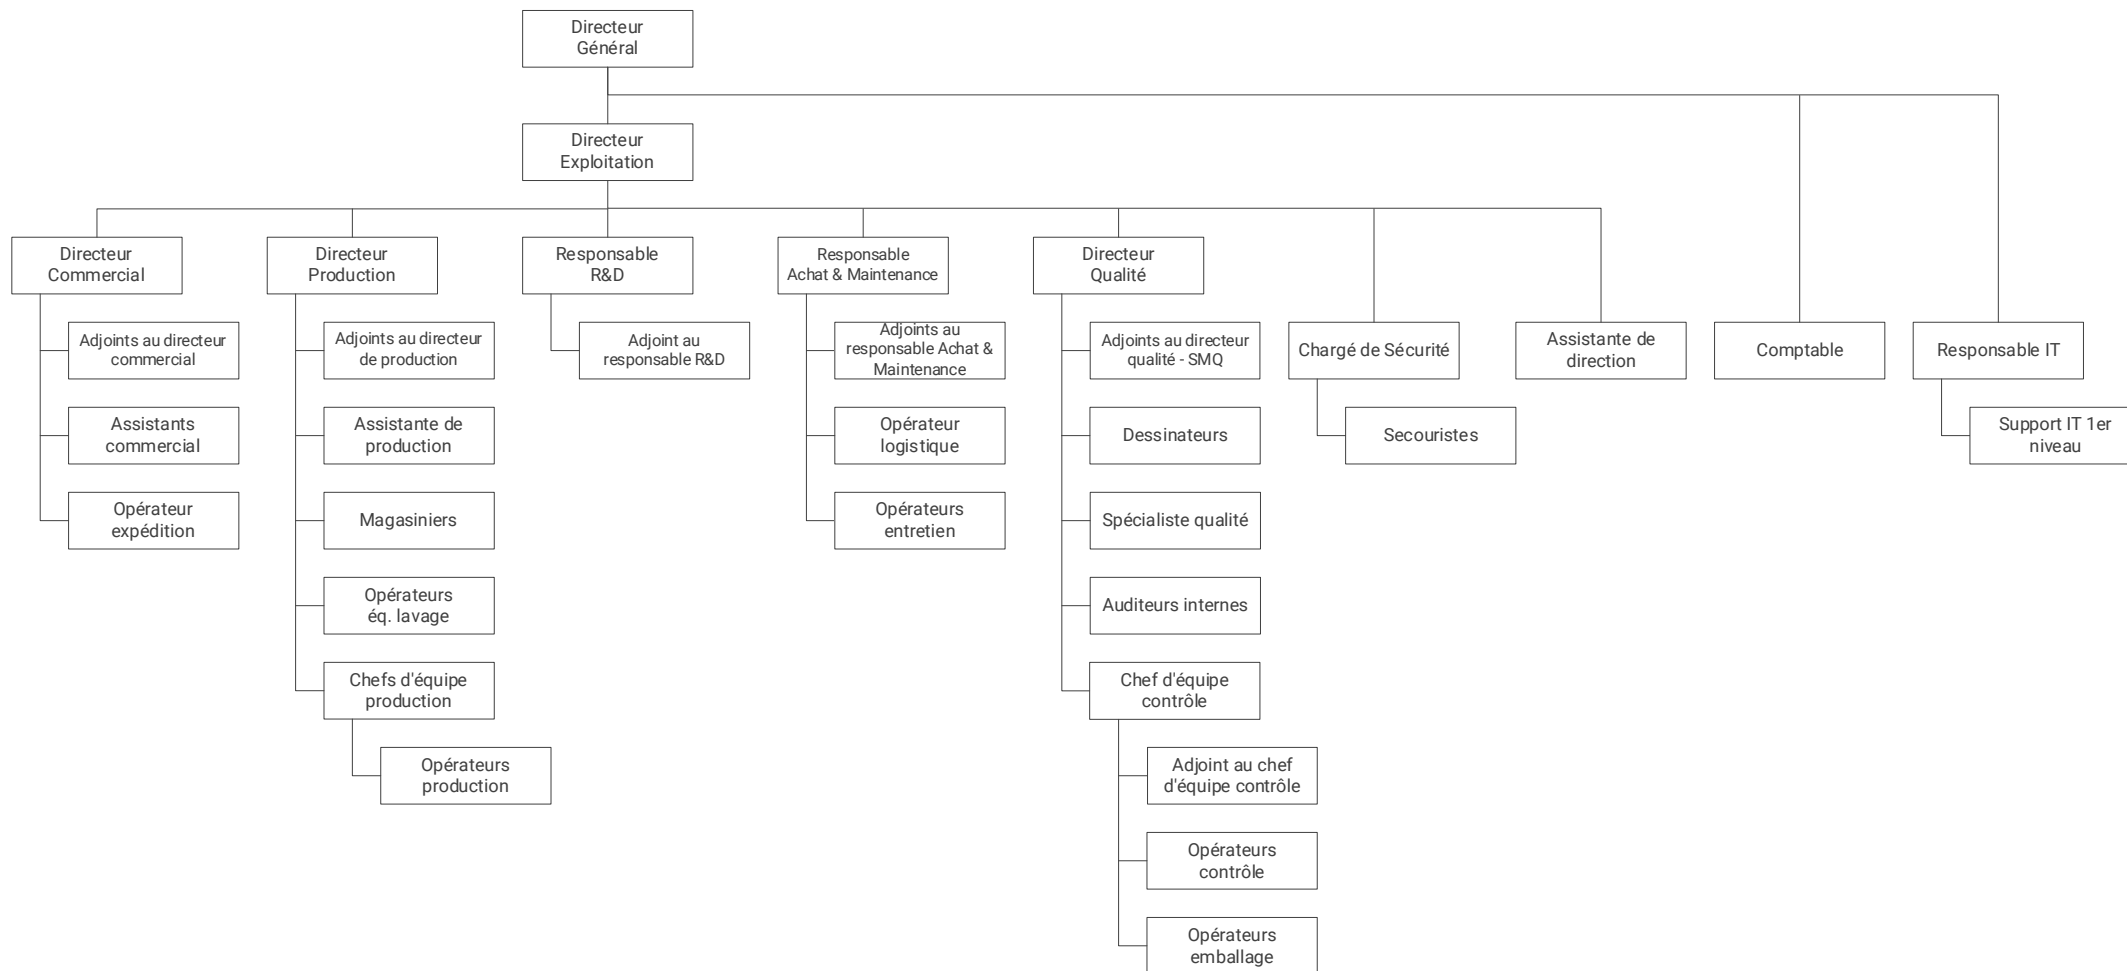 Directeur
Général
Directeur
Exploitation
Directeur
Commercial
Directeur
Production
Responsable
R&D
Responsable
Achat & Maintenance
Directeur
Qualité
Adjoints au directeur
commercial
Adjoints au directeur
de production
Adjoint au
responsable R&D
Adjoints au
responsable Achat &
Maintenance
Adjoints au directeur
qualité - SMQ
Chargé de Sécurité
Assistante de
direction
Comptable
Responsable IT
Assistants
commercial
Assistante de
production
Opérateur
logistique
Dessinateurs
Secouristes
Support IT 1er
niveau
Opérateur
expédition
Magasiniers
Opérateurs
entretien
Spécialiste qualité
Opérateurs
éq. lavage
Auditeurs internes
Chefs d'équipe
production
Chef d'équipe
contrôle
Opérateurs
production
Adjoint au chef
d'équipe contrôle
Opérateurs
contrôle
Opérateurs
emballage